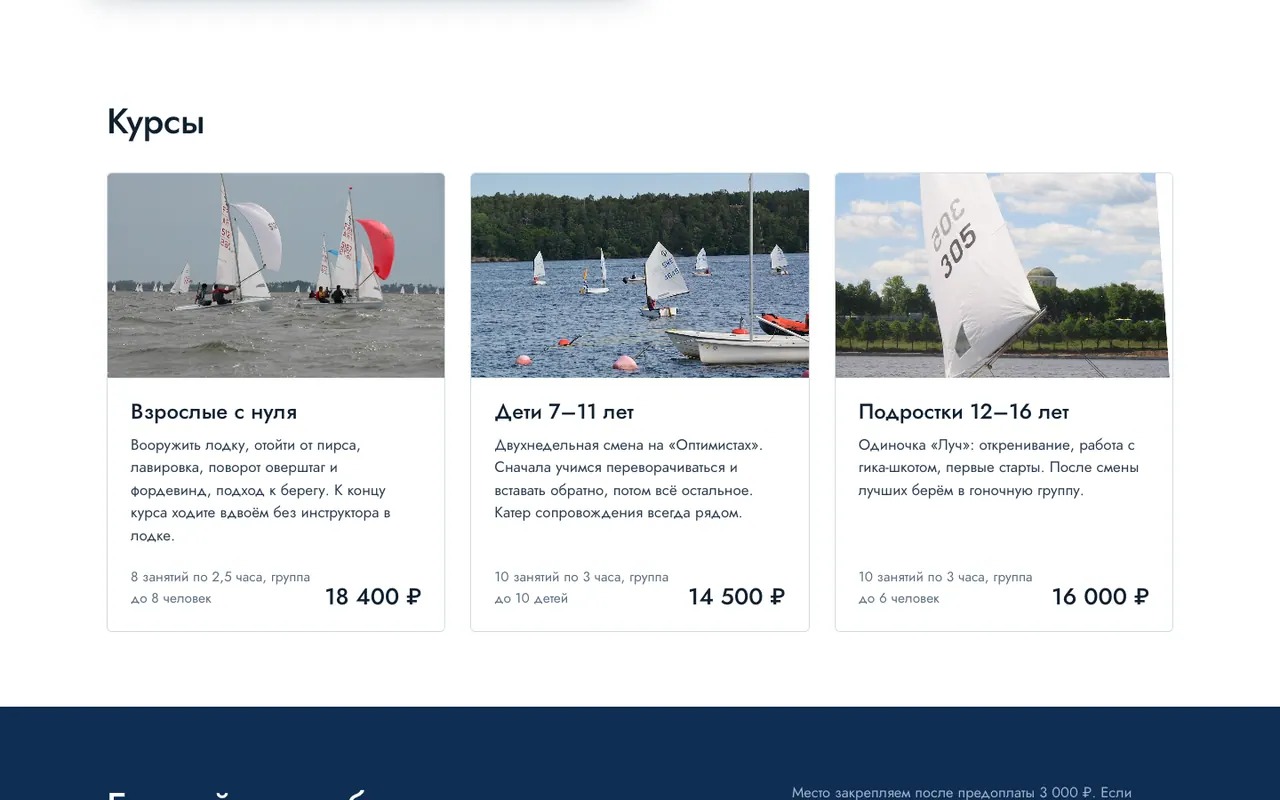 Курсы
305
305
Взрослые с нуля
Вооружить лодку, отойти от пирса,
лавировка, поворот оверштаг и
фордевинд, подход к берегу. К концу
курса ходите вдвоём без инструктора в
лодке.
8 занятий по 2,5 часа, группа
до 8 человек
18 400 ₽
Дети 7–11 лет
Двухнедельная смена на «Оптимистах».
Сначала учимся переворачиваться и
вставать обратно, потом всё остальное.
Катер сопровождения всегда рядом.
10 занятий по 3 часа, группа
до 10 детей
14 500 ₽
Подростки 12–16 лет
Одиночка «Луч»: откренивание, работа с
гика-шкотом, первые старты. После смены
лучших берём в гоночную группу.
10 занятий по 3 часа, группа
до 6 человек
16 000 ₽
Место закрепляем после предоплаты 3 000 ₽. Если